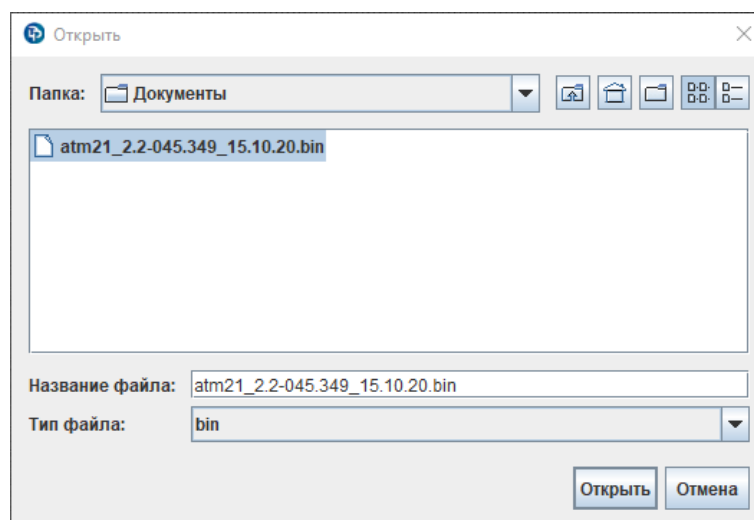 Открыть
Папка: Документы
atm21_2.2-045.349_15.10.20.bin
Название файла: atm21_2.2-045.349_15.10.20.bin
Тип файла: bin
Открыть Отмена